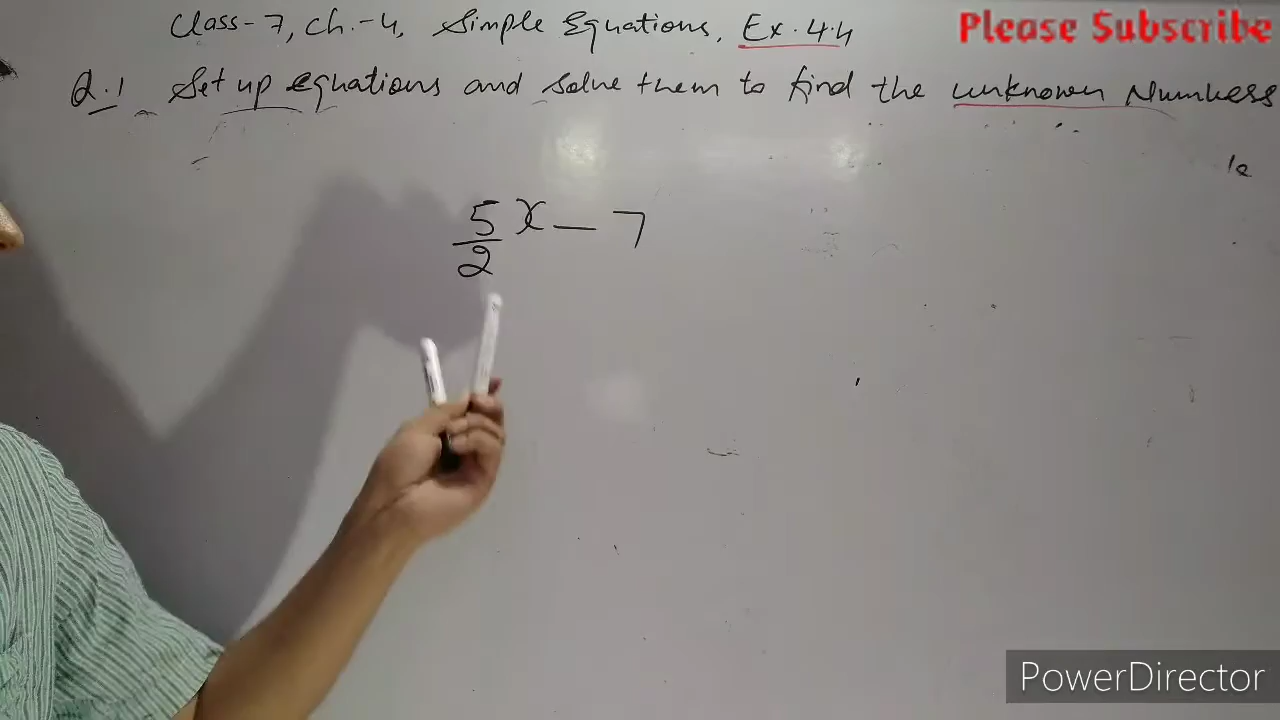 Class-7, Ch.-4, Simple Equations, Ex. 4.4
Please Subscribe
Q.1 Set up equations and solve them to find the unknown Numbers
5/2 x - 7
PowerDirector